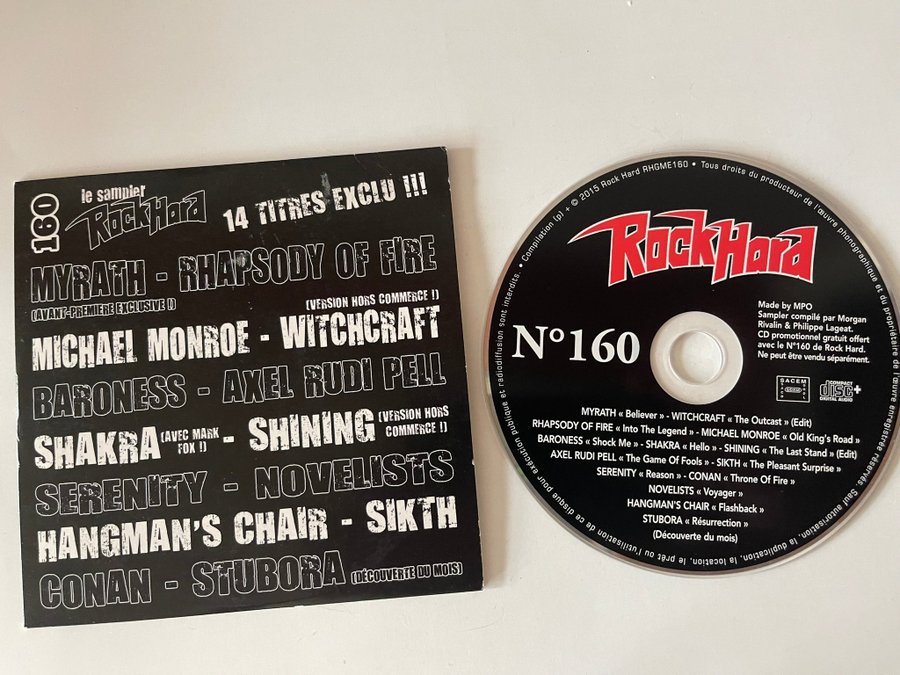 160
le sampler
RockHard
14 TITRES EXCLU !!!
MYRATH - RHAPSODY OF FIRE
(AVANT-PREMIERE EXCLUSIVE !)
(VERSION HORS COMMERCE !)
MICHAEL MONROE - WITCHCRAFT
BARONESS - AXEL RUDI PELL
SHAKRA (AVEC MARK FOX !) - SHINING (VERSION HORS COMMERCE !)
SERENITY - NOVELISTS
HANGMAN'S CHAIR - SIKTH
CONAN - STUBORA (DÉCOUVERTE DU MOIS)
• Compilation (p) + © 2015 Rock Hard RHGME160 • Tous droits du producteur de l'œuvre phonographique et du propriétaire de l'œuvre enregistrée réservés. Sauf autorisation, la duplication, la location, le prêt ou l'utilisation de ce disque pour exécution publique et radiodiffusion sont interdits.
RockHard
N°160
Made by MPO
Sampler compilé par Morgan
Rivalin & Philippe Lageat.
CD promotionnel gratuit offert
avec le N°160 de Rock Hard.
Ne peut être vendu séparément.
SACEM
COMPACT
disc+
DIGITAL AUDIO
MYRATH « Believer » - WITCHCRAFT « The Outcast » (Edit)
RHAPSODY OF FIRE « Into The Legend » - MICHAEL MONROE « Old King's Road »
BARONESS « Shock Me » - SHAKRA « Hello » - SHINING « The Last Stand » (Edit)
AXEL RUDI PELL « The Game Of Fools » - SIKTH « The Pleasant Surprise »
SERENITY « Reason » - CONAN « Throne Of Fire »
NOVELISTS « Voyager »
HANGMAN'S CHAIR « Flashback »
STUBORA « Résurrection »
(Découverte du mois)